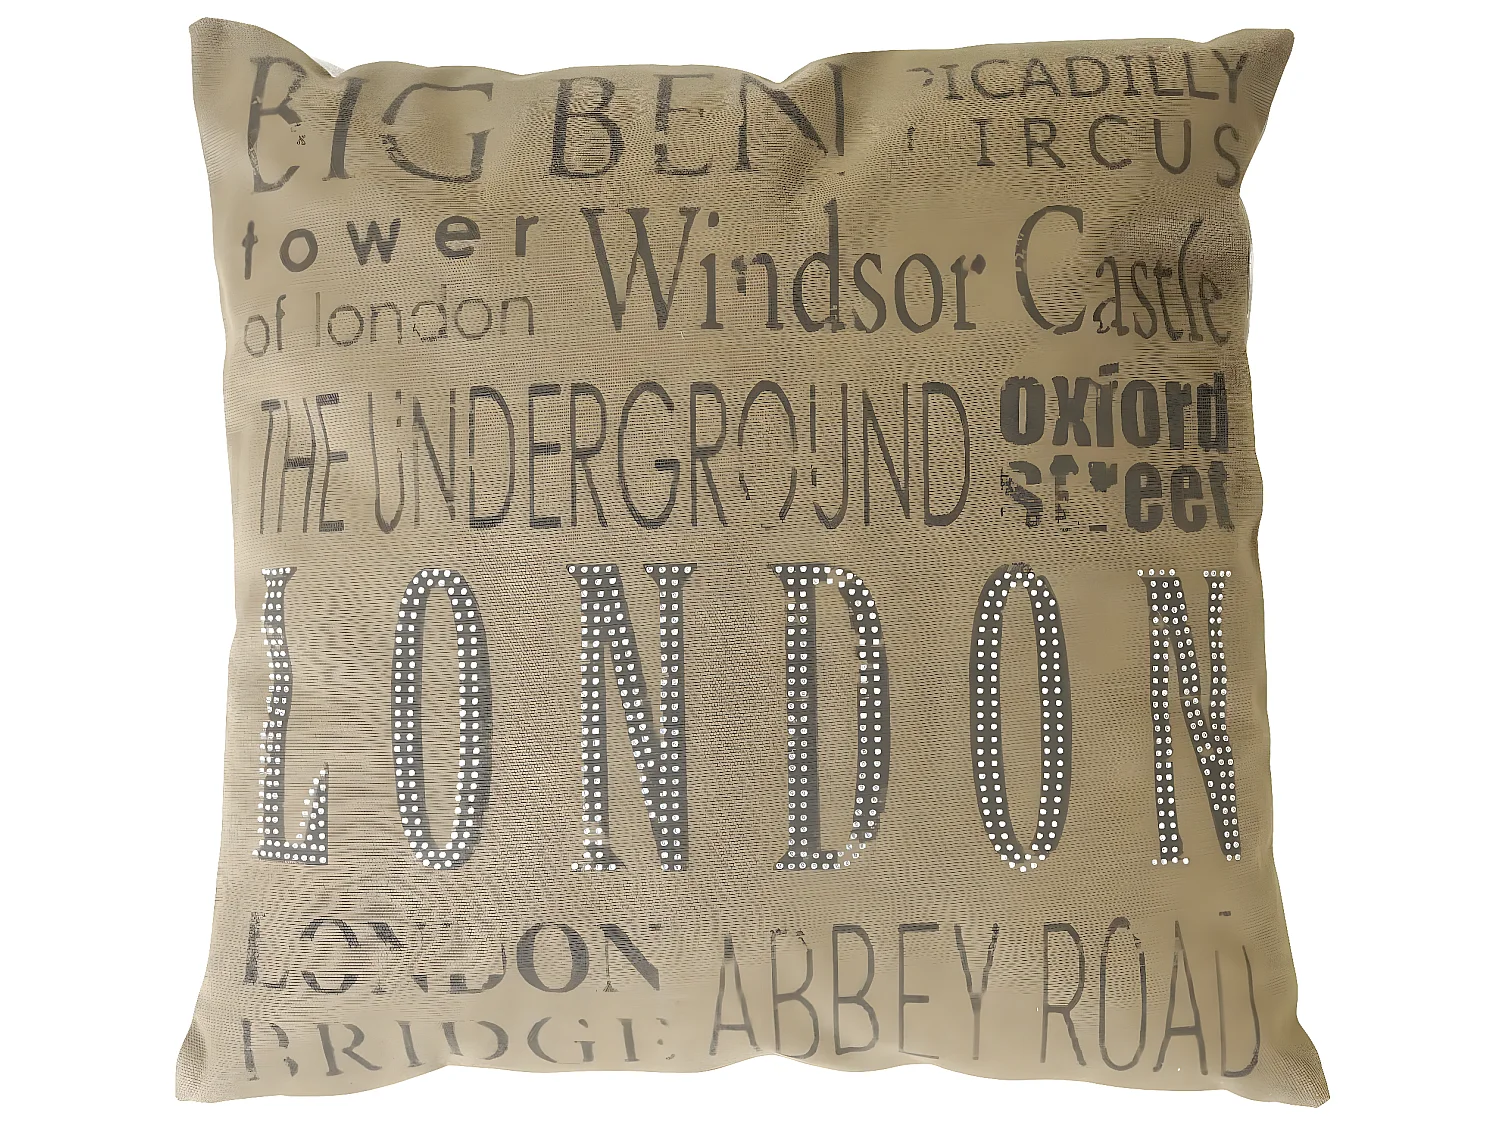 BIG BEN PICADILLY
CIRCUS
tower Windsor Castle
of london
THE UNDERGROUND oxford
street
LONDON
LONDON ABBEY ROAD
BRIDGE